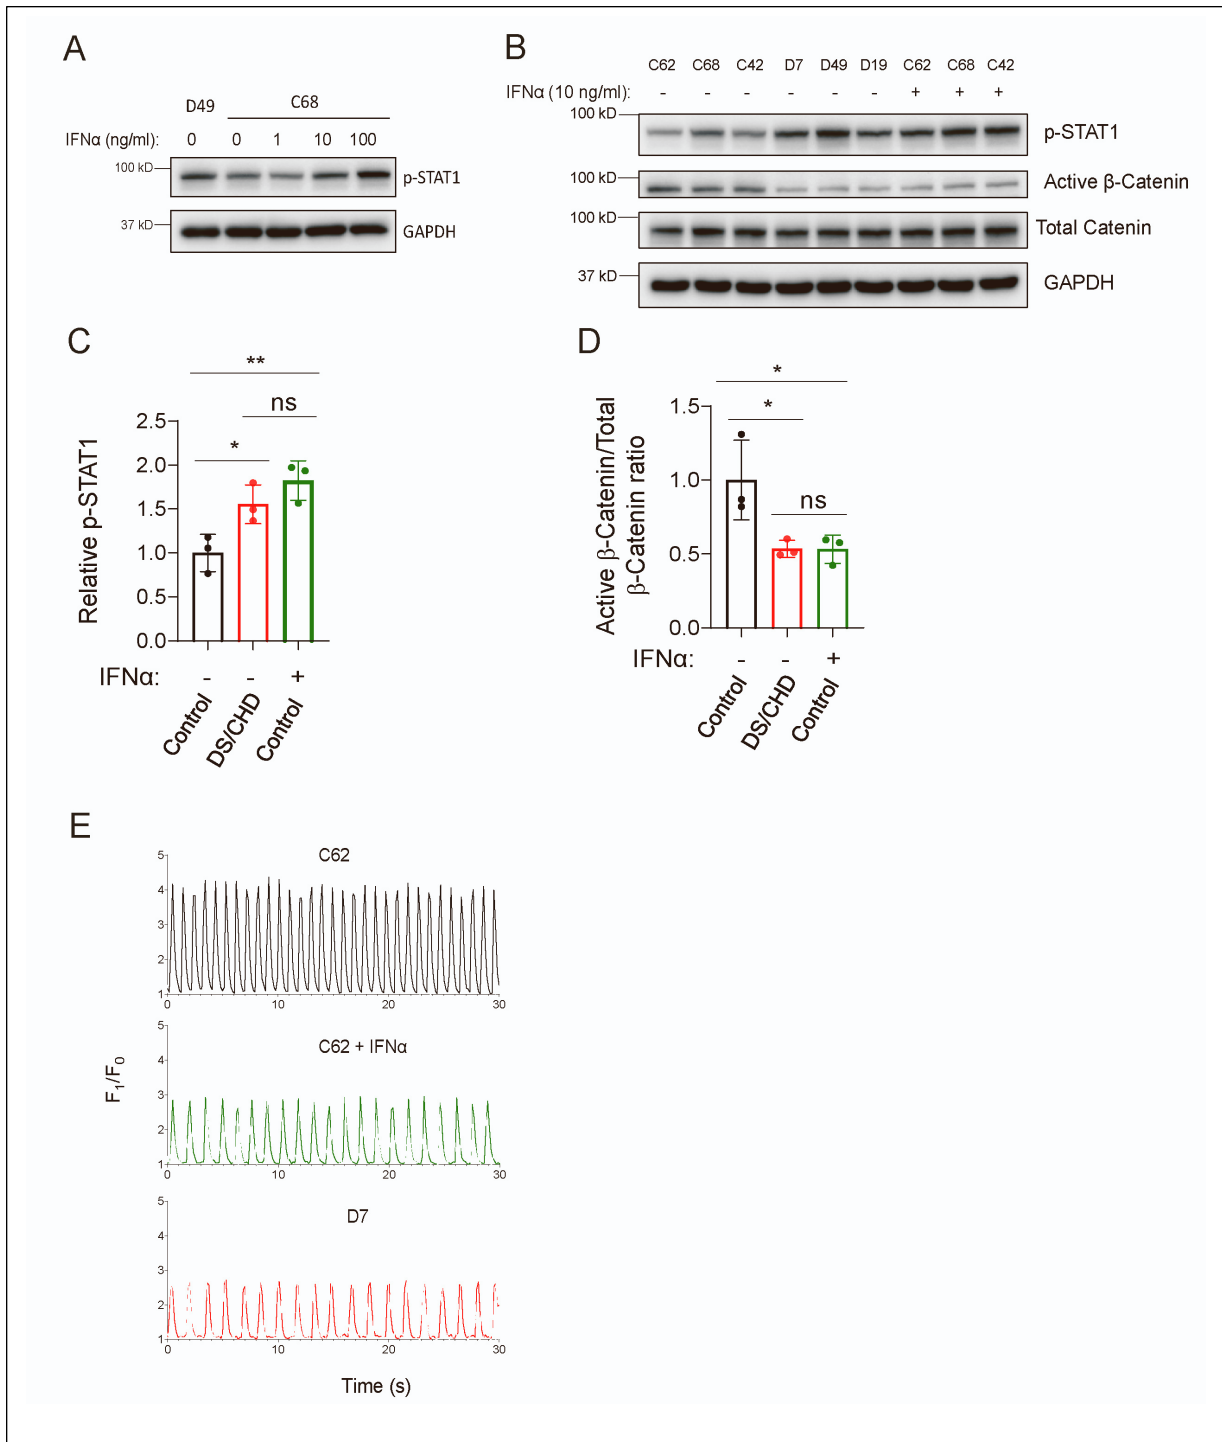 A
D49 C68
IFNα (ng/ml): 0 0 1 10 100
100 kD
p-STAT1
37 kD
GAPDH
B
C62 C68 C42 D7 D49 D19 C62 C68 C42
IFNα (10 ng/ml): - - - - - - + + +
100 kD
p-STAT1
100 kD
Active β-Catenin
100 kD
Total Catenin
37 kD
GAPDH
C
**
ns
*
Relative p-STAT1
2.5
2.0
1.5
1.0
0.5
0.0
IFNα: - - +
Control DS/CHD Control
D
*
*
ns
Active β-Catenin/Total
β-Catenin ratio
1.5
1.0
0.5
0.0
IFNα: - - +
Control DS/CHD Control
E
C62
5
4
3
2
1
0 10 20 30
C62 + IFNα
5
4
3
2
1
0 10 20 30
F1/F0
D7
5
4
3
2
1
0 10 20 30
Time (s)